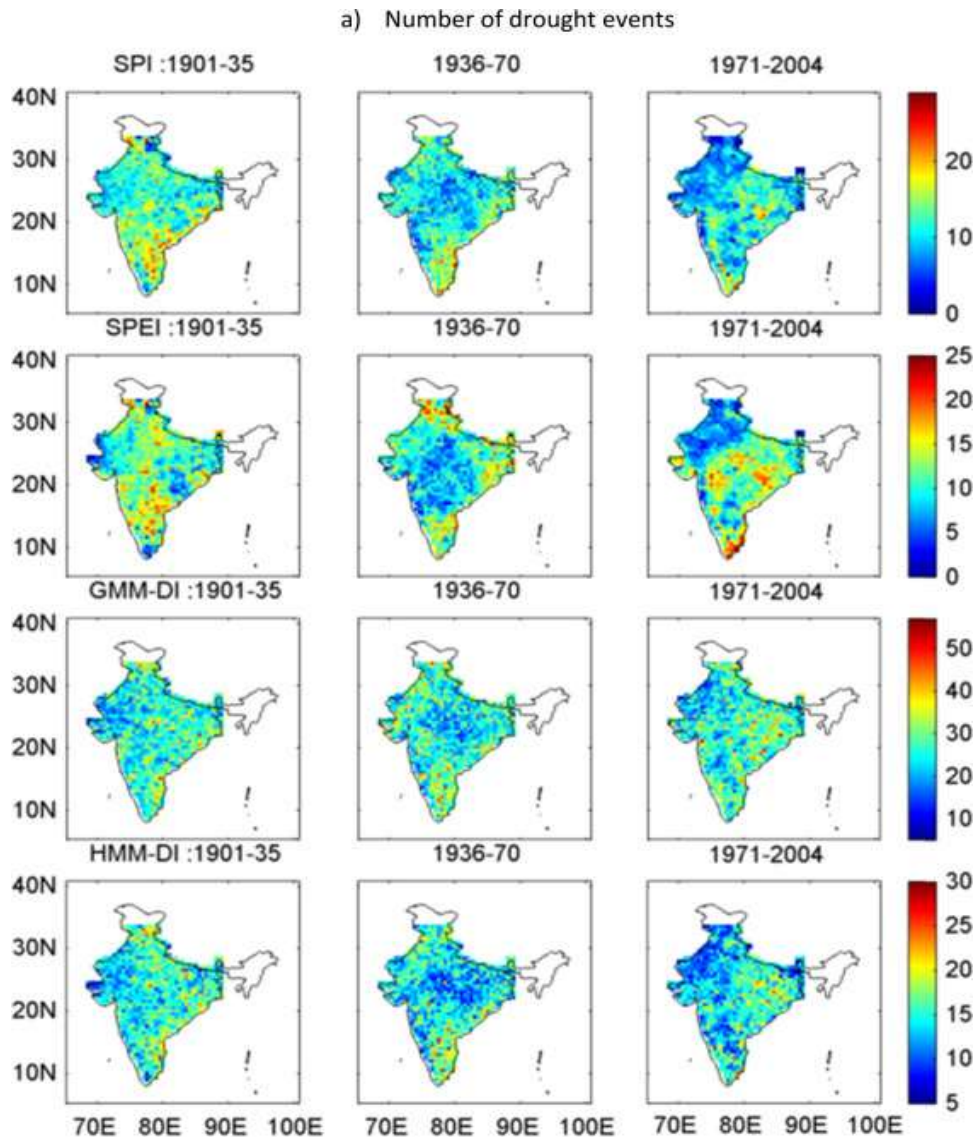 a) Number of drought events
SPI :1901-35 1936-70 1971-2004
40N
30N
20N
10N
20
10
0
SPEI :1901-35 1936-70 1971-2004
40N
30N
20N
10N
25
20
15
10
5
0
GMM-DI :1901-35 1936-70 1971-2004
40N
30N
20N
10N
50
40
30
20
10
HMM-DI :1901-35 1936-70 1971-2004
40N
30N
20N
10N
30
25
20
15
10
5
70E 80E 90E 100E 70E 80E 90E 100E 70E 80E 90E 100E